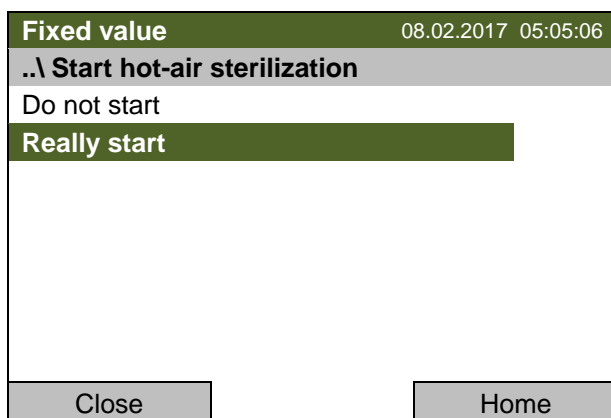 Fixed value 08.02.2017 05:05:06
..\ Start hot-air sterilization
Do not start
Really start
Close Home